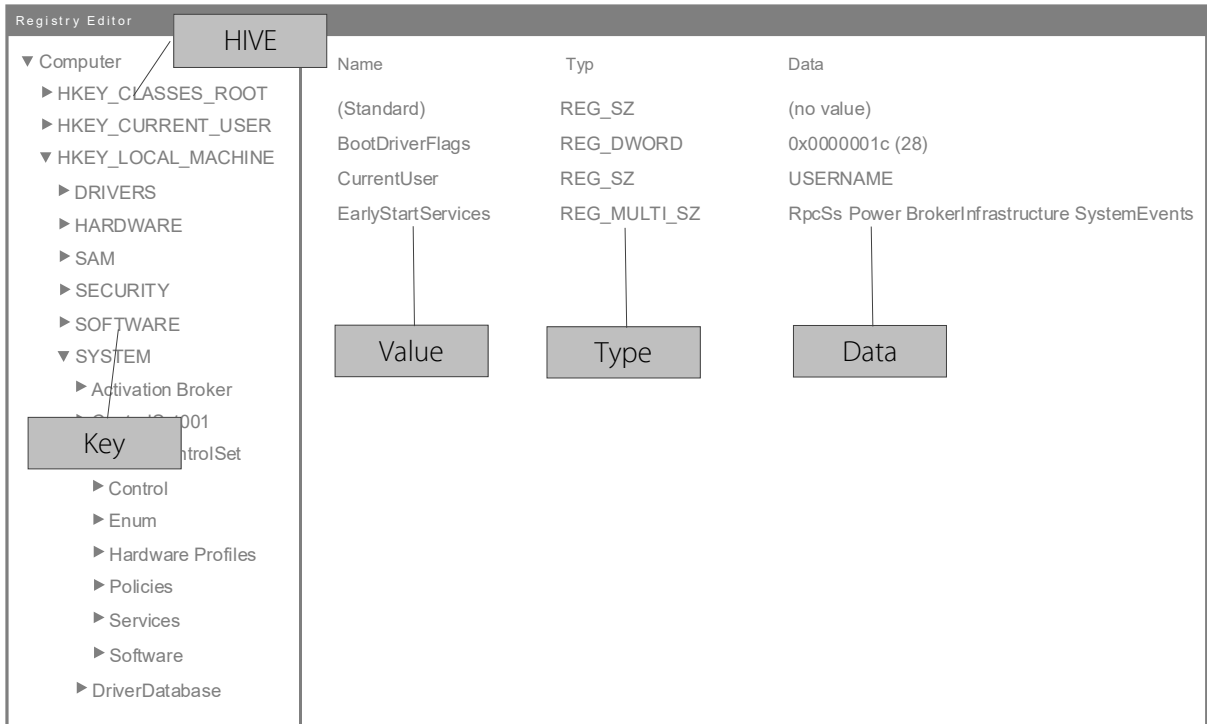 Registry Editor
HIVE
Computer
HKEY_CLASSES_ROOT
HKEY_CURRENT_USER
HKEY_LOCAL_MACHINE
DRIVERS
HARDWARE
SAM
SECURITY
SOFTWARE
SYSTEM
Activation Broker
001
Key
ntrolSet
Control
Enum
Hardware Profiles
Policies
Services
Software
DriverDatabase
Name Typ Data
(Standard) REG_SZ (no value)
BootDriverFlags REG_DWORD 0x0000001c (28)
CurrentUser REG_SZ USERNAME
EarlyStartServices REG_MULTI_SZ RpcSs Power BrokerInfrastructure SystemEvents
Value Type Data